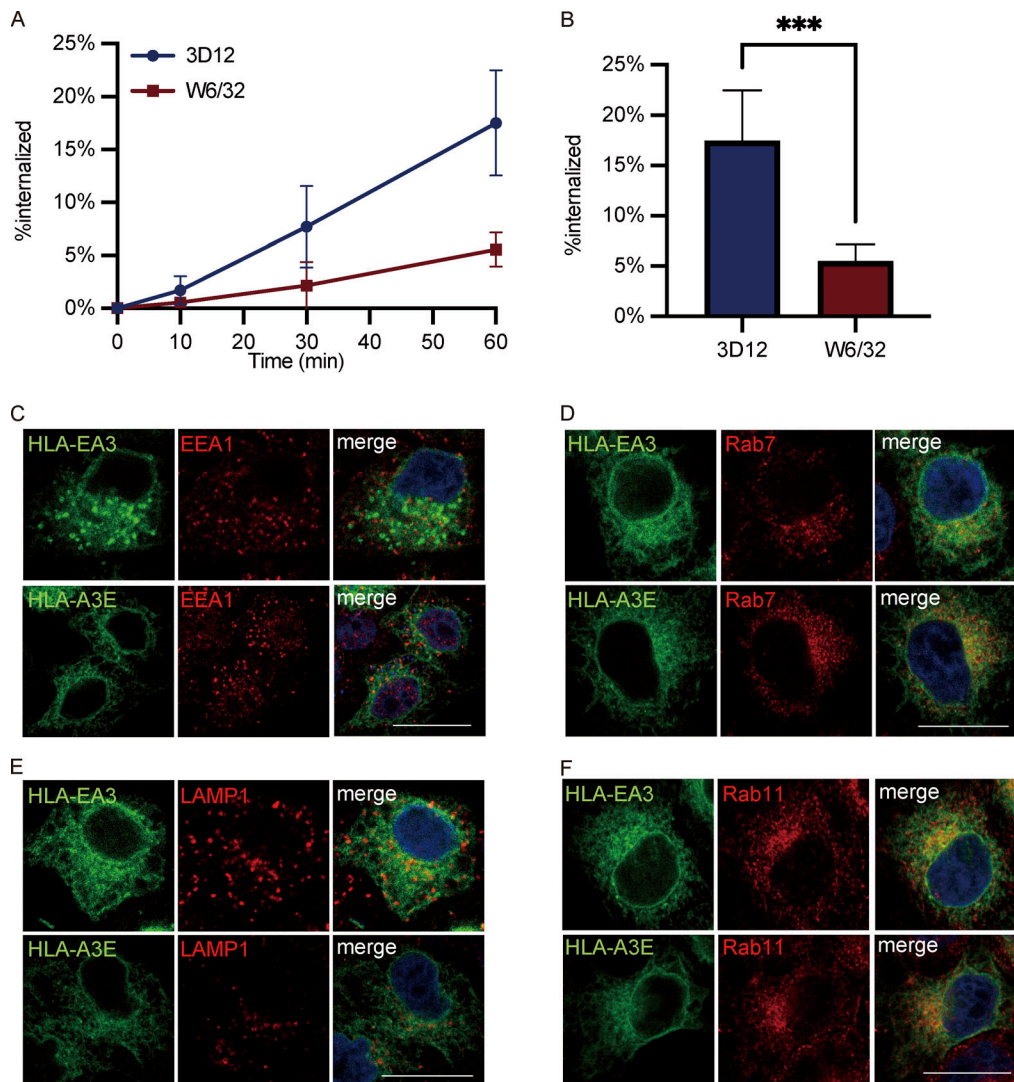 A
25%
20%
15%
10%
5%
0%
%internalized
3D12
W6/32
0 10 20 30 40 50 60
Time (min)
B
***
25%
20%
15%
10%
5%
0%
%internalized
3D12 W6/32
C
HLA-EA3 EEA1 merge
HLA-A3E EEA1 merge
D
HLA-EA3 Rab7 merge
HLA-A3E Rab7 merge
E
HLA-EA3 LAMP1 merge
HLA-A3E LAMP1 merge
F
HLA-EA3 Rab11 merge
HLA-A3E Rab11 merge